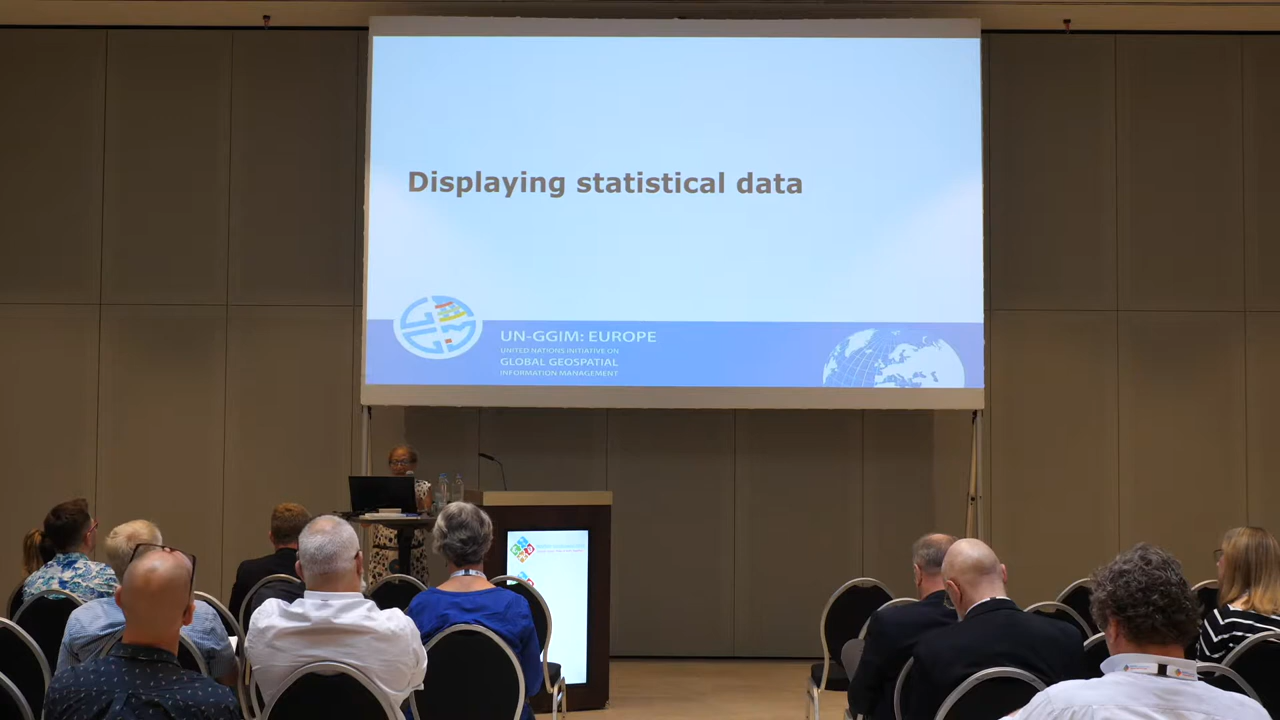 Displaying statistical data
UN-GGIM: EUROPE
UNITED NATIONS INITIATIVE ON
GLOBAL GEOSPATIAL
INFORMATION MANAGEMENT